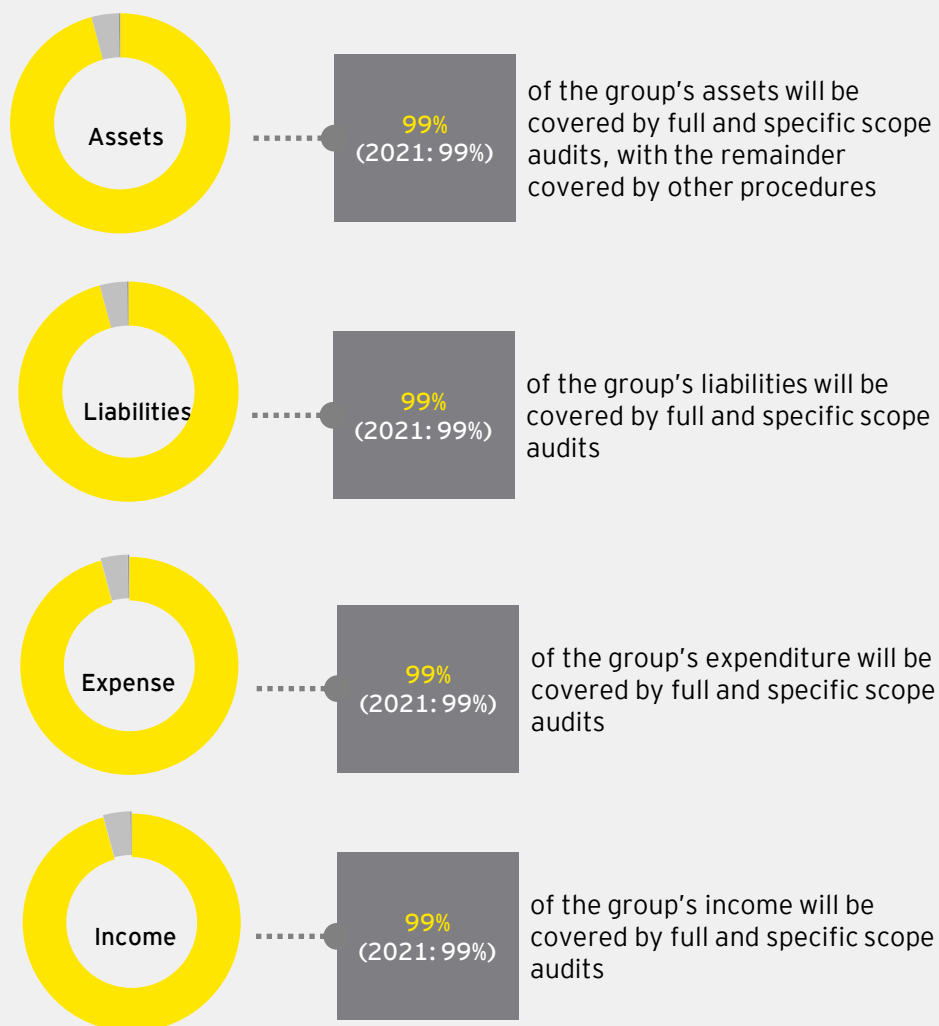 Assets
99%
(2021: 99%)
of the group's assets will be
covered by full and specific scope
audits, with the remainder
covered by other procedures
Liabilities
99%
(2021: 99%)
of the group's liabilities will be
covered by full and specific scope
audits
Expense
99%
(2021: 99%)
of the group's expenditure will be
covered by full and specific scope
audits
Income
99%
(2021: 99%)
of the group's income will be
covered by full and specific scope
audits